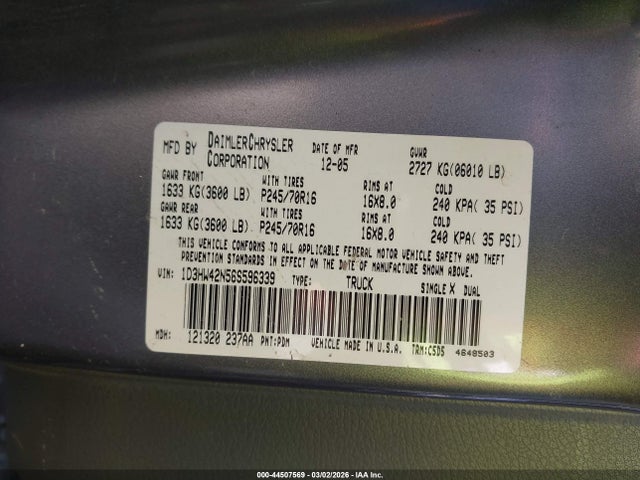 MFD BY DAIMLERCHRYSLER CORPORATION DATE OF MFR 12-05 GVWR 2727 KG(06010 LB)
GAWR FRONT WITH TIRES RIMS AT COLD
1633 KG(3600 LB) P245/70R16 16X8.0 240 KPA( 35 PSI)
GAWR REAR WITH TIRES RIMS AT COLD
1633 KG(3600 LB) P245/70R16 16X8.0 240 KPA( 35 PSI)
THIS VEHICLE CONFORMS TO ALL APPLICABLE FEDERAL MOTOR VEHICLE SAFETY AND THEFT
PREVENTION STANDARDS IN EFFECT ON THE DATE OF MANUFACTURE SHOWN ABOVE.
VIN: 1D3HW42N56S596339 TYPE: TRUCK SINGLE X DUAL
MDH: 121320 237AA PNT:PDM VEHICLE MADE IN U.S.A. TRM:C5D5 4648503
000-44507569 | 03/02/2026 - IAA Inc.